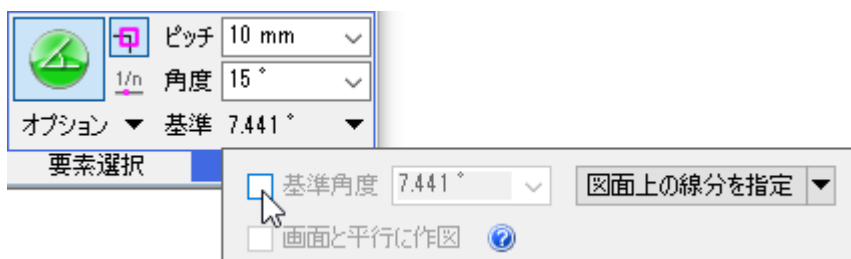 ピッチ 10 mm
1/n 角度 15 °
オプション ▼ 基準 7.441 ° ▼
要素選択
基準角度 7.441 ° 図面上の線分を指定 ▼
画面と平行に作図 ?